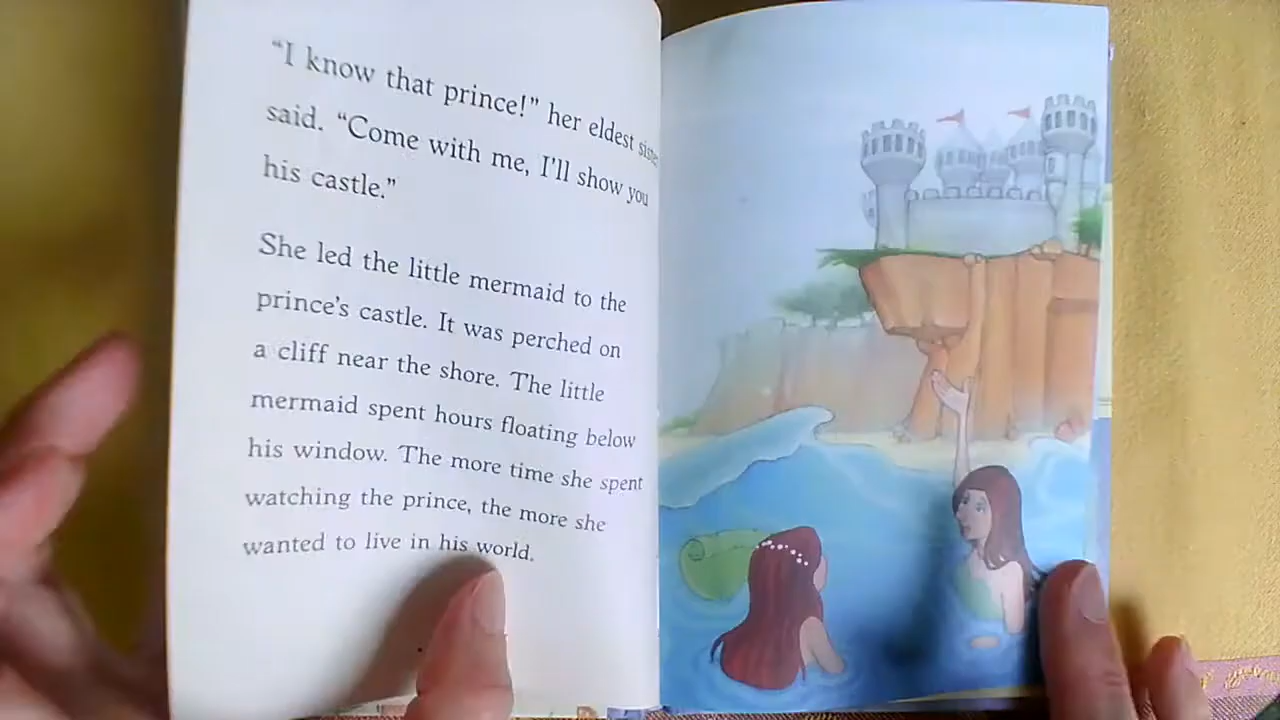 “I know that prince!” her eldest sister
said. “Come with me, I’ll show you
his castle.”
She led the little mermaid to the
prince’s castle. It was perched on
a cliff near the shore. The little
mermaid spent hours floating below
his window. The more time she spent
watching the prince, the more she
wanted to live in his world.